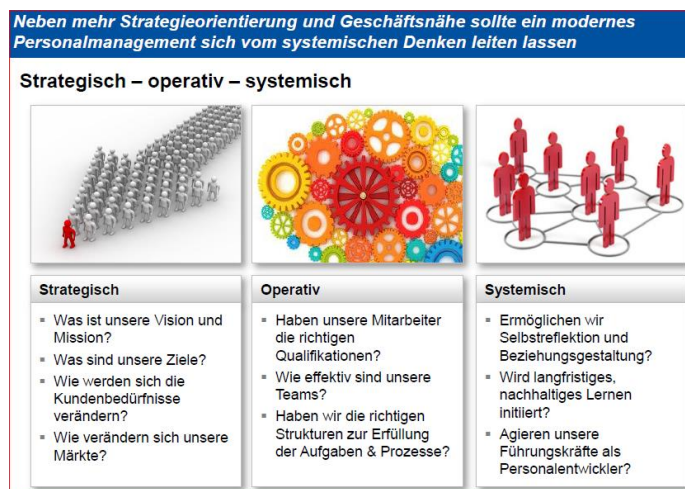 Neben mehr Strategieorientierung und Geschäftsnähe sollte ein modernes
Personalmanagement sich vom systemischen Denken leiten lassen
Strategisch – operativ – systemisch
Strategisch
▪ Was ist unsere Vision und
Mission?
▪ Was sind unsere Ziele?
▪ Wie werden sich die
Kundenbedürfnisse
verändern?
▪ Wie verändern sich unsere
Märkte?
Operativ
▪ Haben unsere Mitarbeiter
die richtigen
Qualifikationen?
▪ Wie effektiv sind unsere
Teams?
▪ Haben wir die richtigen
Strukturen zur Erfüllung
der Aufgaben & Prozesse?
Systemisch
▪ Ermöglichen wir
Selbstreflektion und
Beziehungsgestaltung?
▪ Wird langfristiges,
nachhaltiges Lernen
initiiert?
▪ Agieren unsere
Führungskräfte als
Personalentwickler?